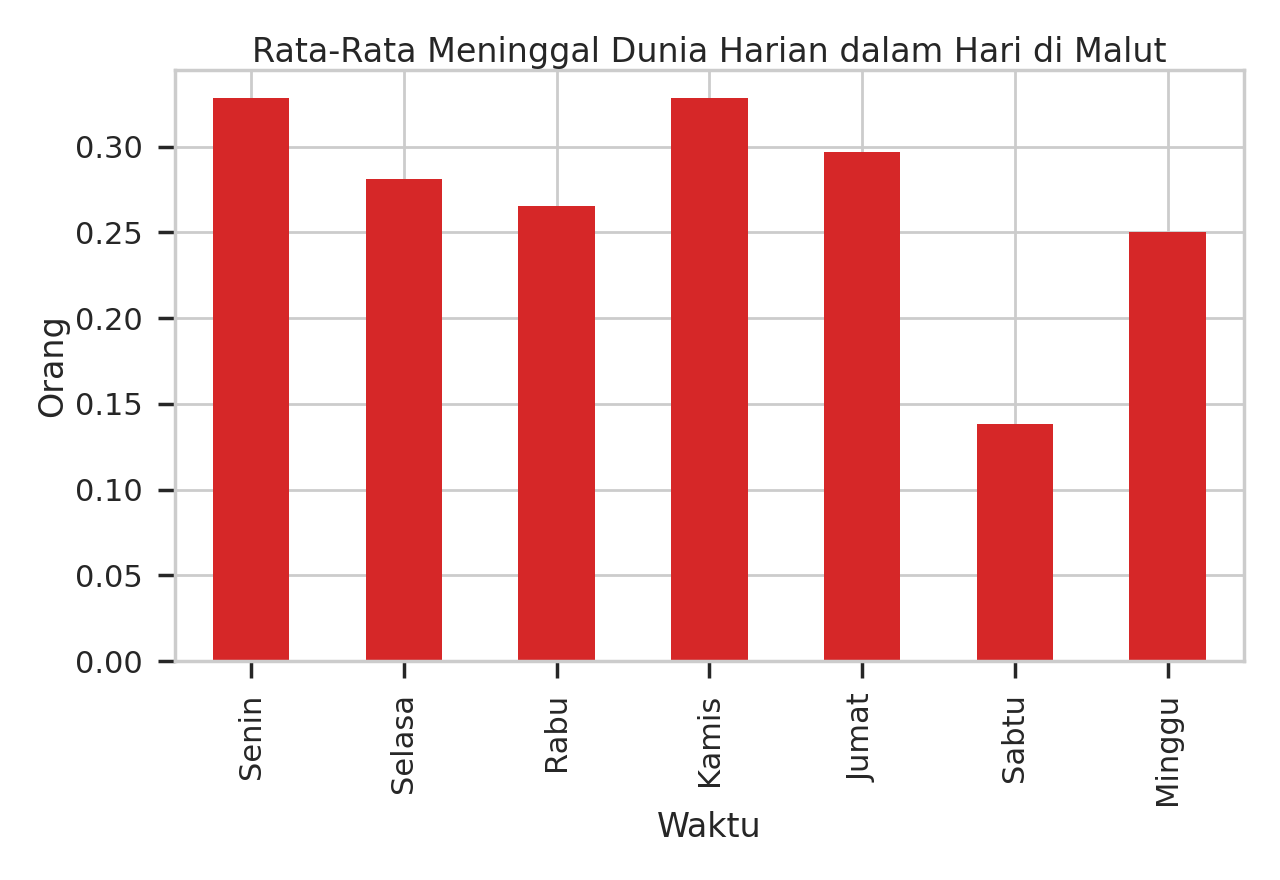 Rata-Rata Meninggal Dunia Harian dalam Hari di Malut
0.30
0.25
0.20
0.15
0.10
0.05
0.00
Orang
Senin
Selasa
Rabu
Kamis
Jumat
Sabtu
Minggu
Waktu